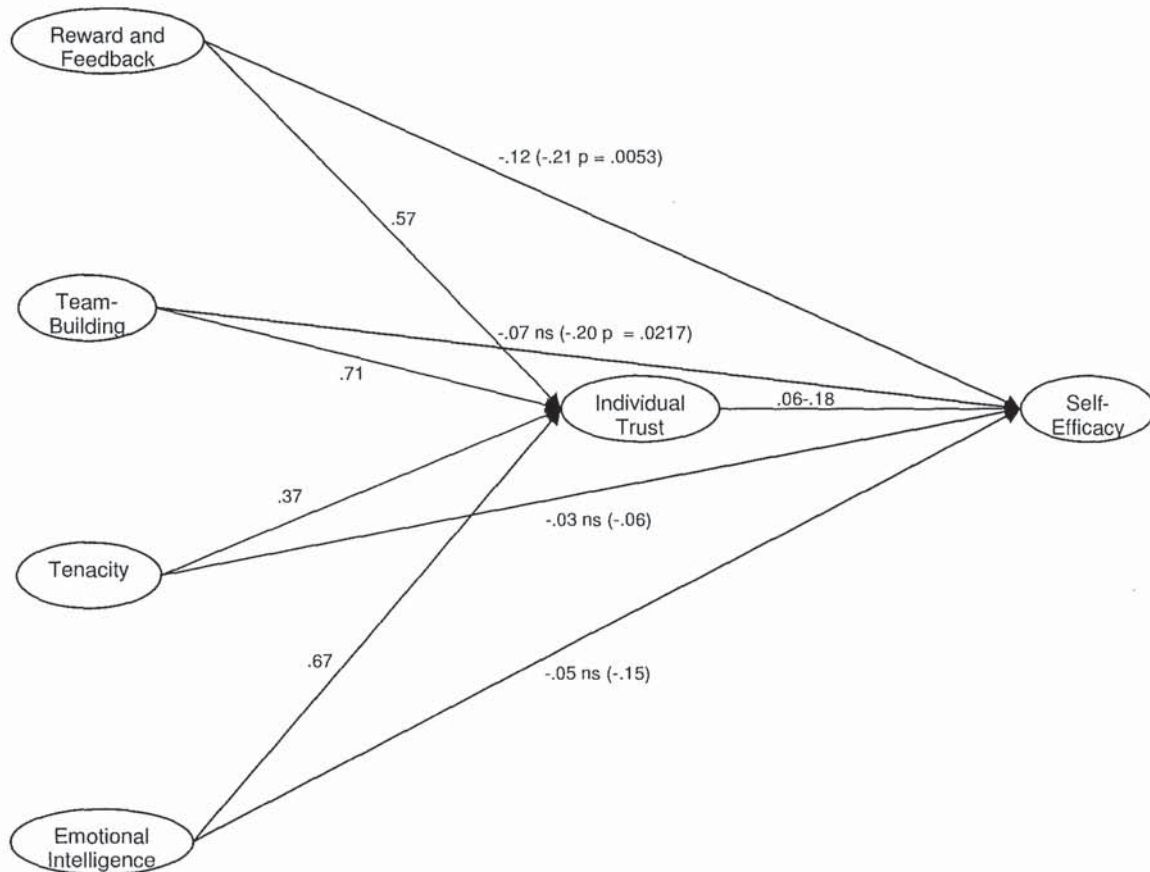 Reward and
Feedback
-.12 (-.21 p = .0053)
.57
Team-
Building
-.07 ns (-.20 p = .0217)
.71
Individual
Trust
.06-.18
Self-
Efficacy
.37
-.03 ns (-.06)
Tenacity
.67
-.05 ns (-.15)
Emotional
Intelligence